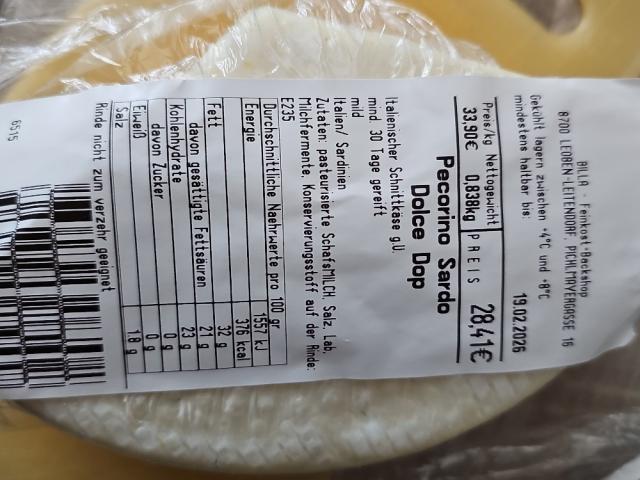 BILLA - Feinkost+Backshop
8700 LEOBEN-LEITENDORF, PICHLMAYERGASSE 16
Gekühlt lagern zwischen +4°C und +8°C
mindestens haltbar bis: 19.02.2026
Preis/kg Nettogewicht PREIS
33,90€ 0,838kg 28,41€
Pecorino Sardo
Dolce Dop
Italienischer Schnittkäse g.U.
mind. 30 Tage gereift
mild
Italien/ Sardinien
Zutaten: pasteurisierte SchafsMILCH, Salz, Lab,
Milchfermente, Konservierungsstoff auf der Rinde:
E235
Durchschnittliche Naehrwerte pro 100 gr
Energie 1557 kJ
376 kcal
Fett 32 g
davon gesättigte Fettsäuren 21 g
Kohlenhydrate 23 g
davon Zucker 0 g
Eiweiß 0 g
Salz 1.8 g
Rinde nicht zum verzehr geeignet
6515